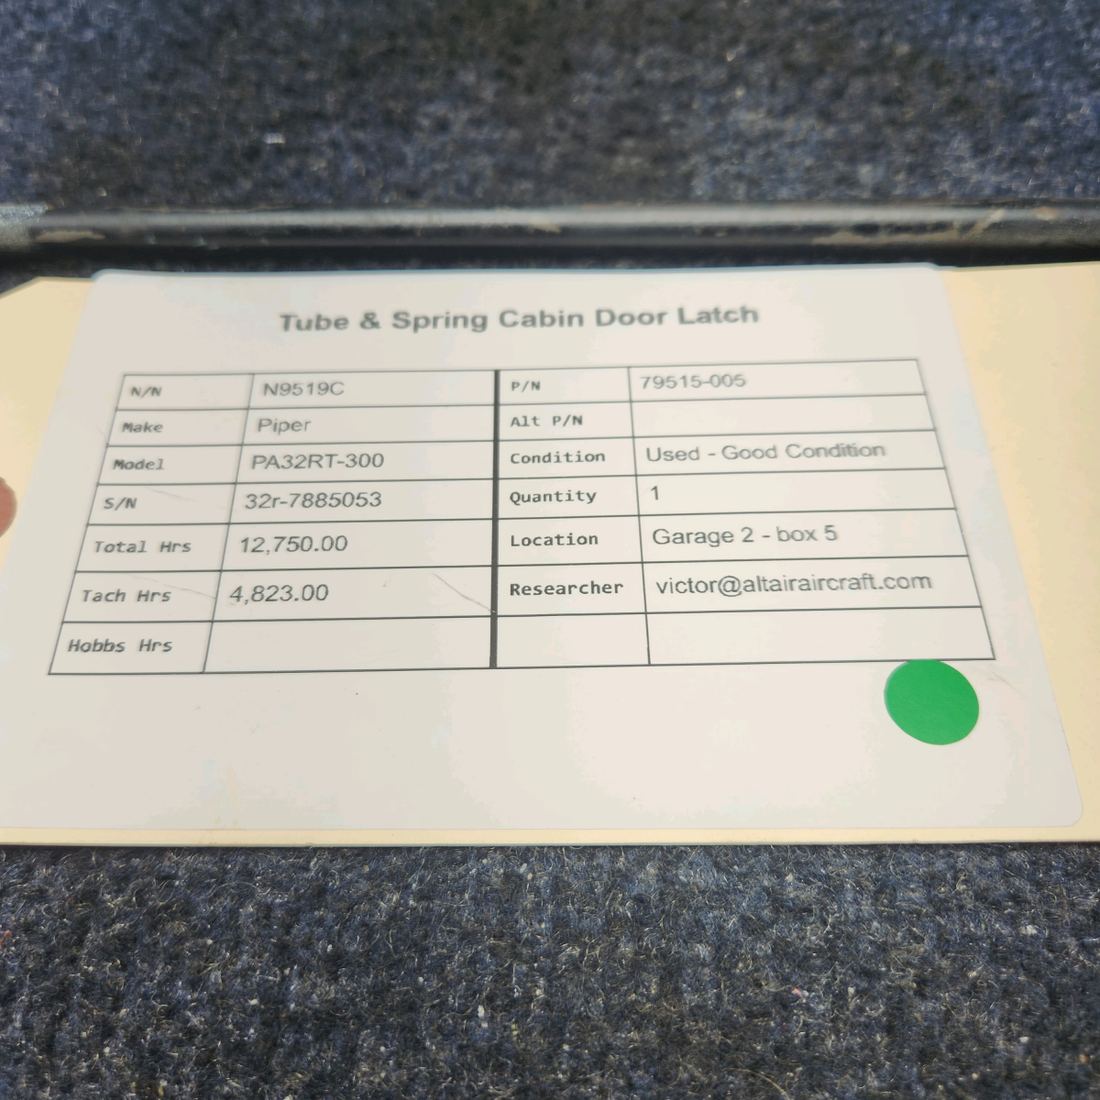 Tube & Spring Cabin Door Latch
N/N N9519C P/N 79515-005
Make Piper Alt P/N
Model PA32RT-300 Condition Used - Good Condition
S/N 32r-7885053 Quantity 1
Total Hrs 12,750.00 Location Garage 2 - box 5
Tach Hrs 4,823.00 Researcher victor@altairaircraft.com
Hobbs Hrs